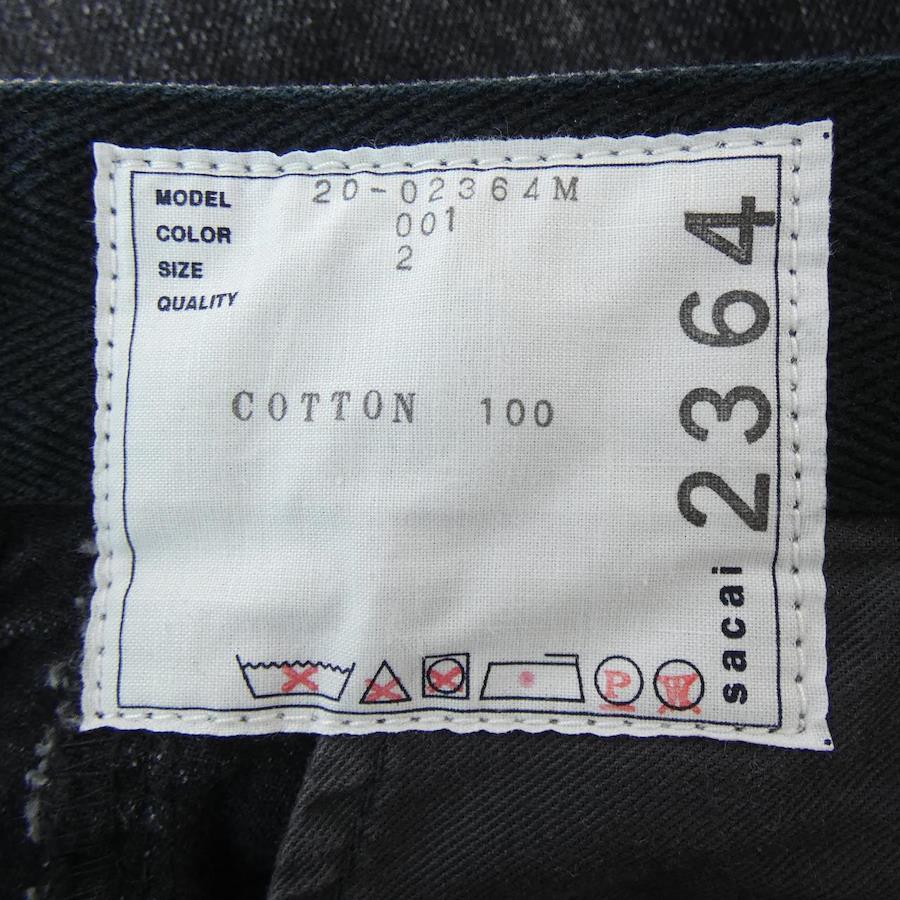 MODEL 20-02364M
COLOR 001
SIZE 2
QUALITY
COTTON 100
P W
sacai 2364